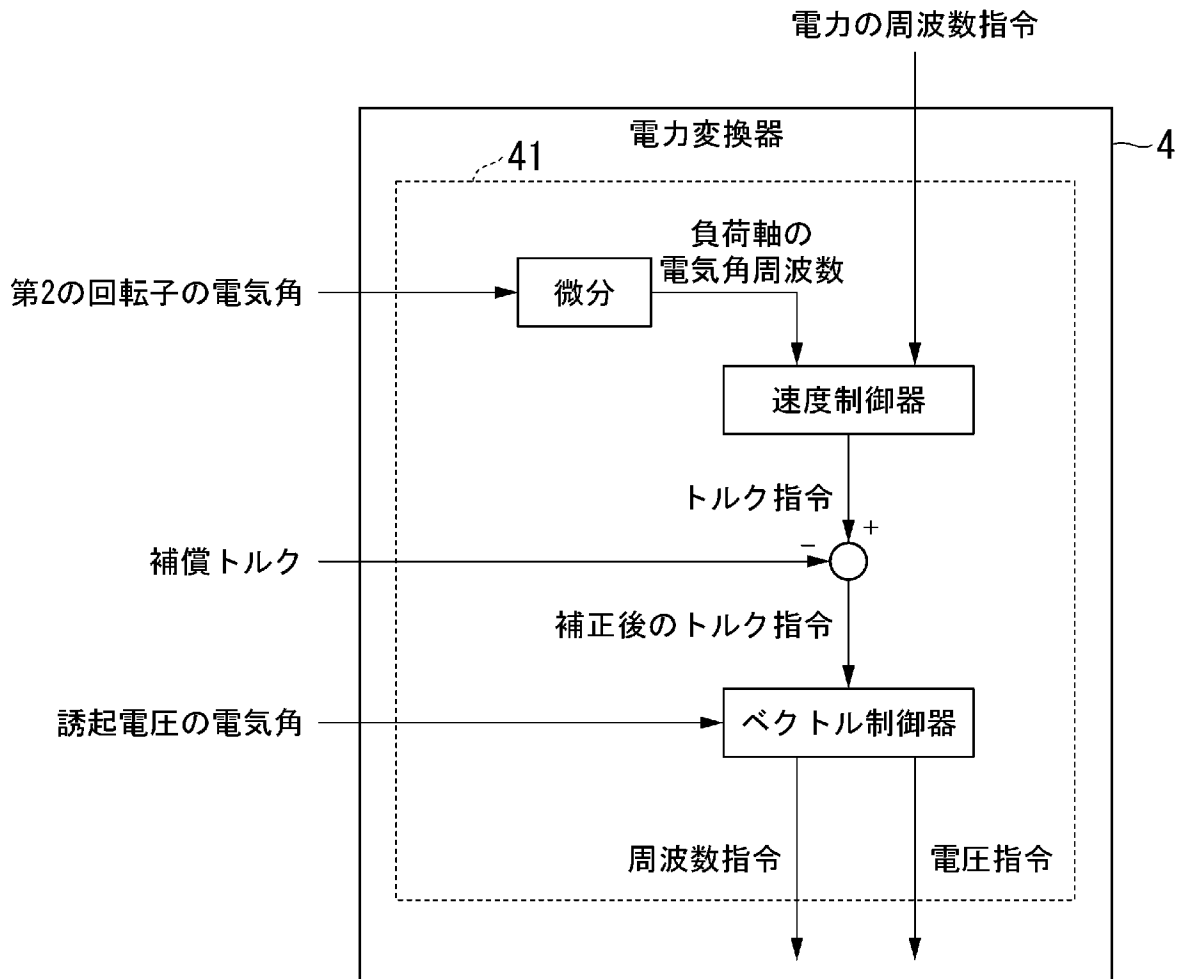 電力の周波数指令
電力変換器
4
41
負荷軸の
電気角周波数
第2の回転子の電気角
微分
速度制御器
トルク指令
+
−
補償トルク
補正後のトルク指令
誘起電圧の電気角
ベクトル制御器
周波数指令
電圧指令